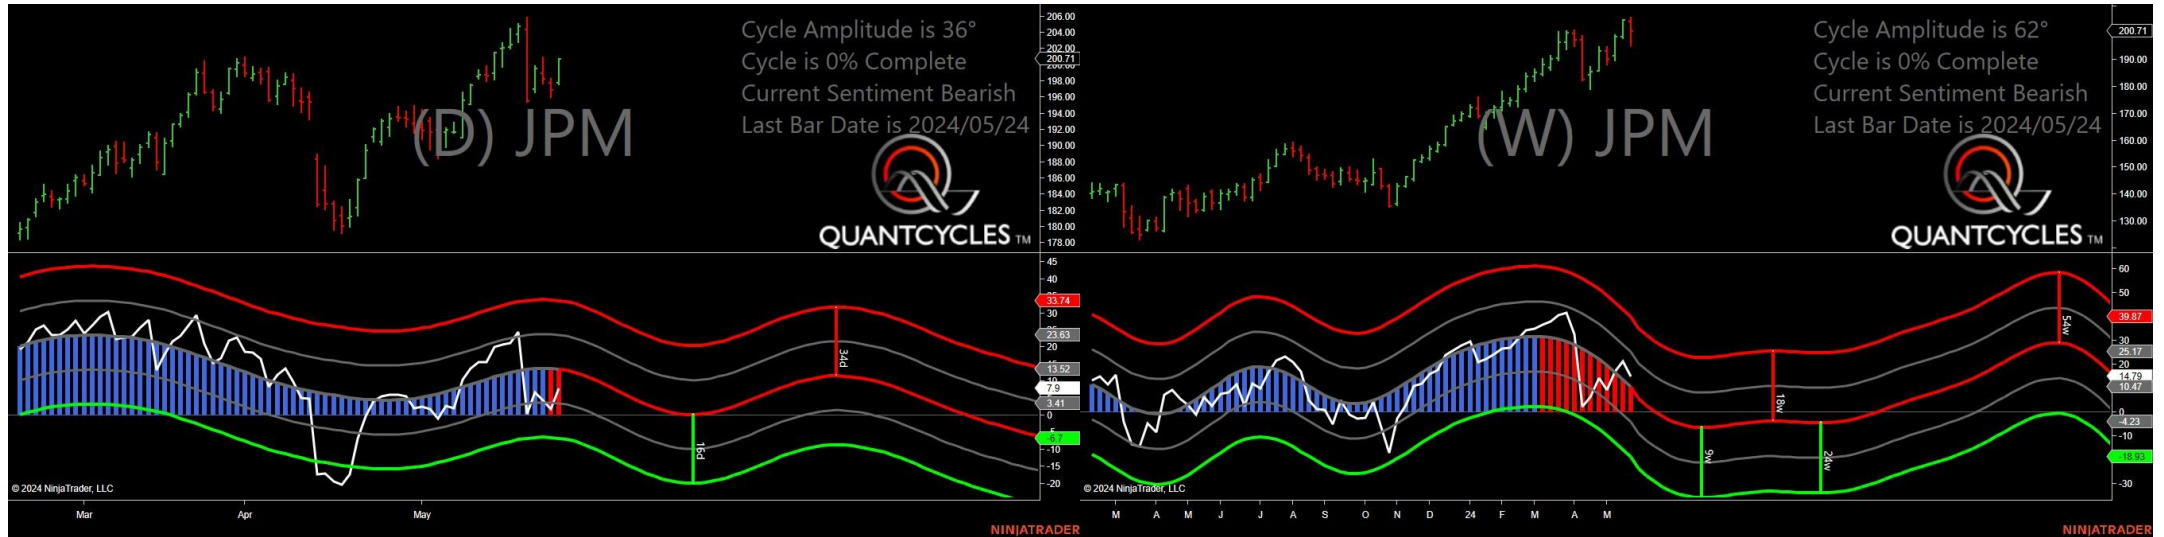 Cycle Amplitude is 36°
Cycle is 0% Complete
Current Sentiment Bearish
Last Bar Date is 2024/05/24
(D) JPM
QUANTCYCLES TM
206.00
204.00
202.00
200.71
198.00
196.00
194.00
192.00
190.00
188.00
186.00
184.00
182.00
180.00
178.00
45
40
33.74
30
23.63
20
13.52
7.9
3.41
0
-6.7
-10
-15
-20
34d
16d
© 2024 NinjaTrader, LLC
Mar
Apr
May
NINJATRADER
Cycle Amplitude is 62°
Cycle is 0% Complete
Current Sentiment Bearish
Last Bar Date is 2024/05/24
(W) JPM
QUANTCYCLES TM
200.71
190.00
180.00
170.00
160.00
150.00
140.00
130.00
60
50
39.87
30
25.17
20
14.79
10.47
0
-4.23
-10
-18.93
-30
54w
18w
9w
24w
© 2024 NinjaTrader, LLC
M A M J J A S O N D 24 F M A M
NINJATRADER